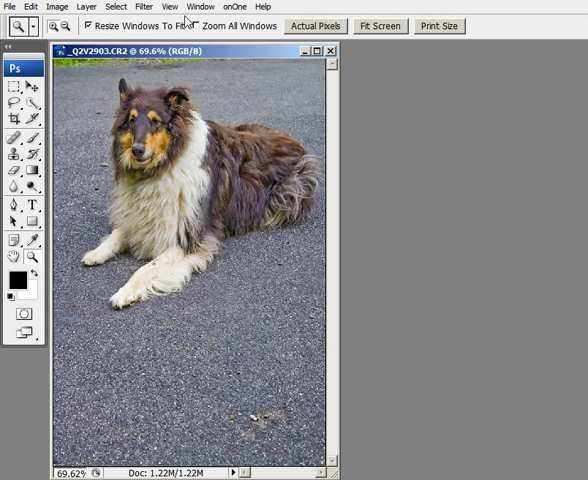 File Edit Image Layer Select Filter View Window onOne Help
Resize Windows To Fit Zoom All Windows Actual Pixels Fit Screen Print Size
_Q2V2903.CR2 @ 69.6% (RGB/8)
Ps
T
69.62% Doc: 1.22M/1.22M